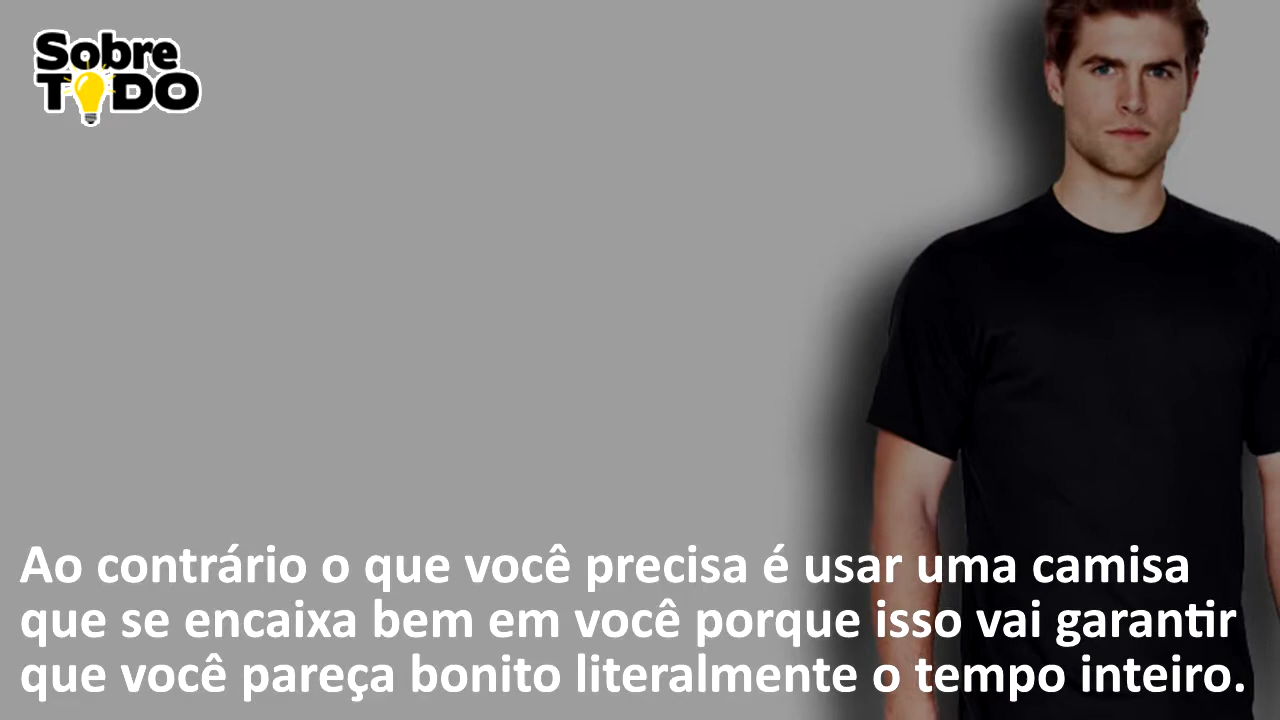 Sobre
TODO
Ao contrário o que você precisa é usar uma camisa
que se encaixa bem em você porque isso vai garantir
que você pareça bonito literalmente o tempo inteiro.